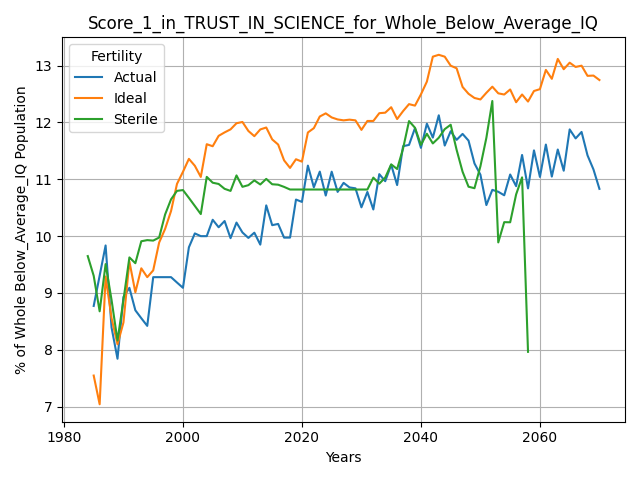 Score_1_in_TRUST_IN_SCIENCE_for_Whole_Below_Average_IQ
% of Whole Below_Average_IQ Population
Fertility
Actual
Ideal
Sterile
13
12
11
10
9
8
7
1980
2000
2020
2040
2060
Years